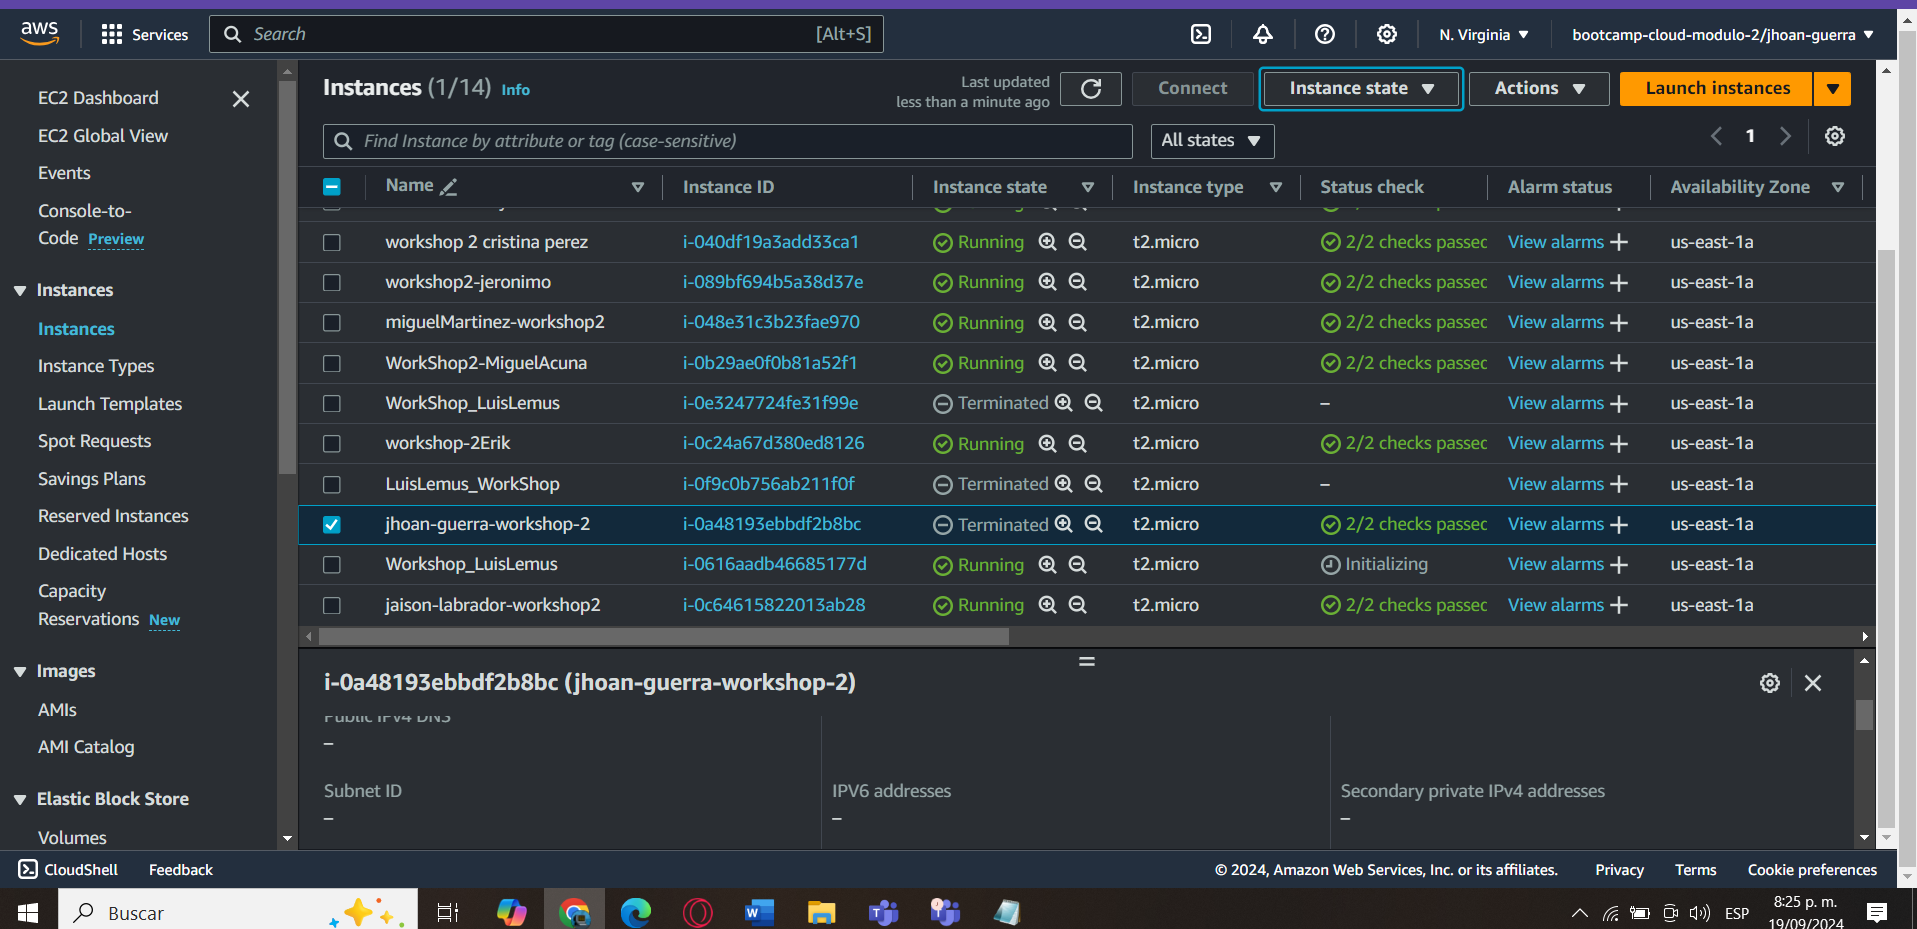 aws
Services
Search
[Alt+S]
N. Virginia
bootcamp-cloud-modulo-2/jhoan-guerra
EC2 Dashboard
EC2 Global View
Events
Console-to-
Code Preview
Instances
Instances
Instance Types
Launch Templates
Spot Requests
Savings Plans
Reserved Instances
Dedicated Hosts
Capacity
Reservations New
Images
AMIs
AMI Catalog
Elastic Block Store
Volumes
Instances (1/14) Info
Last updated
less than a minute ago
Connect
Instance state
Actions
Launch instances
Find Instance by attribute or tag (case-sensitive)
All states
1
Name Instance ID Instance state Instance type Status check Alarm status Availability Zone
workshop 2 cristina perez i-040df19a3add33ca1 Running t2.micro 2/2 checks passec View alarms + us-east-1a
workshop2-jeronimo i-089bf694b5a38d37e Running t2.micro 2/2 checks passec View alarms + us-east-1a
miguelMartinez-workshop2 i-048e31c3b23fae970 Running t2.micro 2/2 checks passec View alarms + us-east-1a
WorkShop2-MiguelAcuna i-0b29ae0f0b81a52f1 Running t2.micro 2/2 checks passec View alarms + us-east-1a
WorkShop_LuisLemus i-0e3247724fe31f99e Terminated t2.micro – View alarms + us-east-1a
workshop-2Erik i-0c24a67d380ed8126 Running t2.micro 2/2 checks passec View alarms + us-east-1a
LuisLemus_WorkShop i-0f9c0b756ab211f0f Terminated t2.micro – View alarms + us-east-1a
jhoan-guerra-workshop-2 i-0a48193ebbdf2b8bc Terminated t2.micro 2/2 checks passec View alarms + us-east-1a
Workshop_LuisLemus i-0616aadb46685177d Running t2.micro Initializing View alarms + us-east-1a
jaison-labrador-workshop2 i-0c64615822013ab28 Running t2.micro 2/2 checks passec View alarms + us-east-1a
i-0a48193ebbdf2b8bc (jhoan-guerra-workshop-2)
Public IPv4 DNS
–
Subnet ID
–
IPV6 addresses
–
Secondary private IPv4 addresses
–
CloudShell
Feedback
© 2024, Amazon Web Services, Inc. or its affiliates.
Privacy
Terms
Cookie preferences
Buscar
ESP
8:25 p. m.
19/09/2024